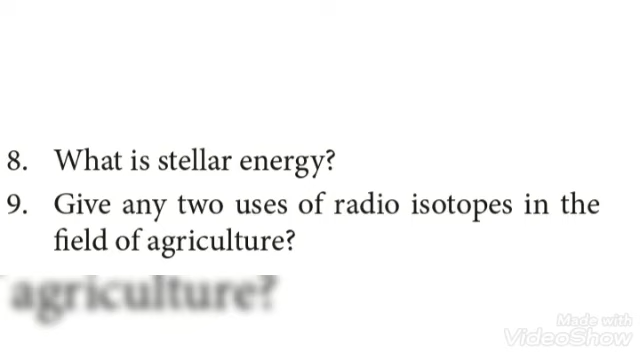 8. What is stellar energy?
9. Give any two uses of radio isotopes in the
field of agriculture?
agriculture?
Made with
VideoShow